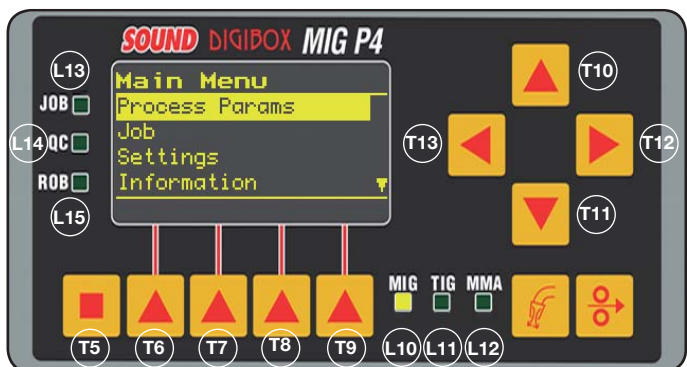 SOUND DIGIBOX MIG P4
L13
T10
Main Menu
JOB
Process Params
L14 QC
Job
T13
T12
Settings
ROB
Information
L15
T11
MIG TIG MMA
T5 T6 T7 T8 T9 L10 L11 L12